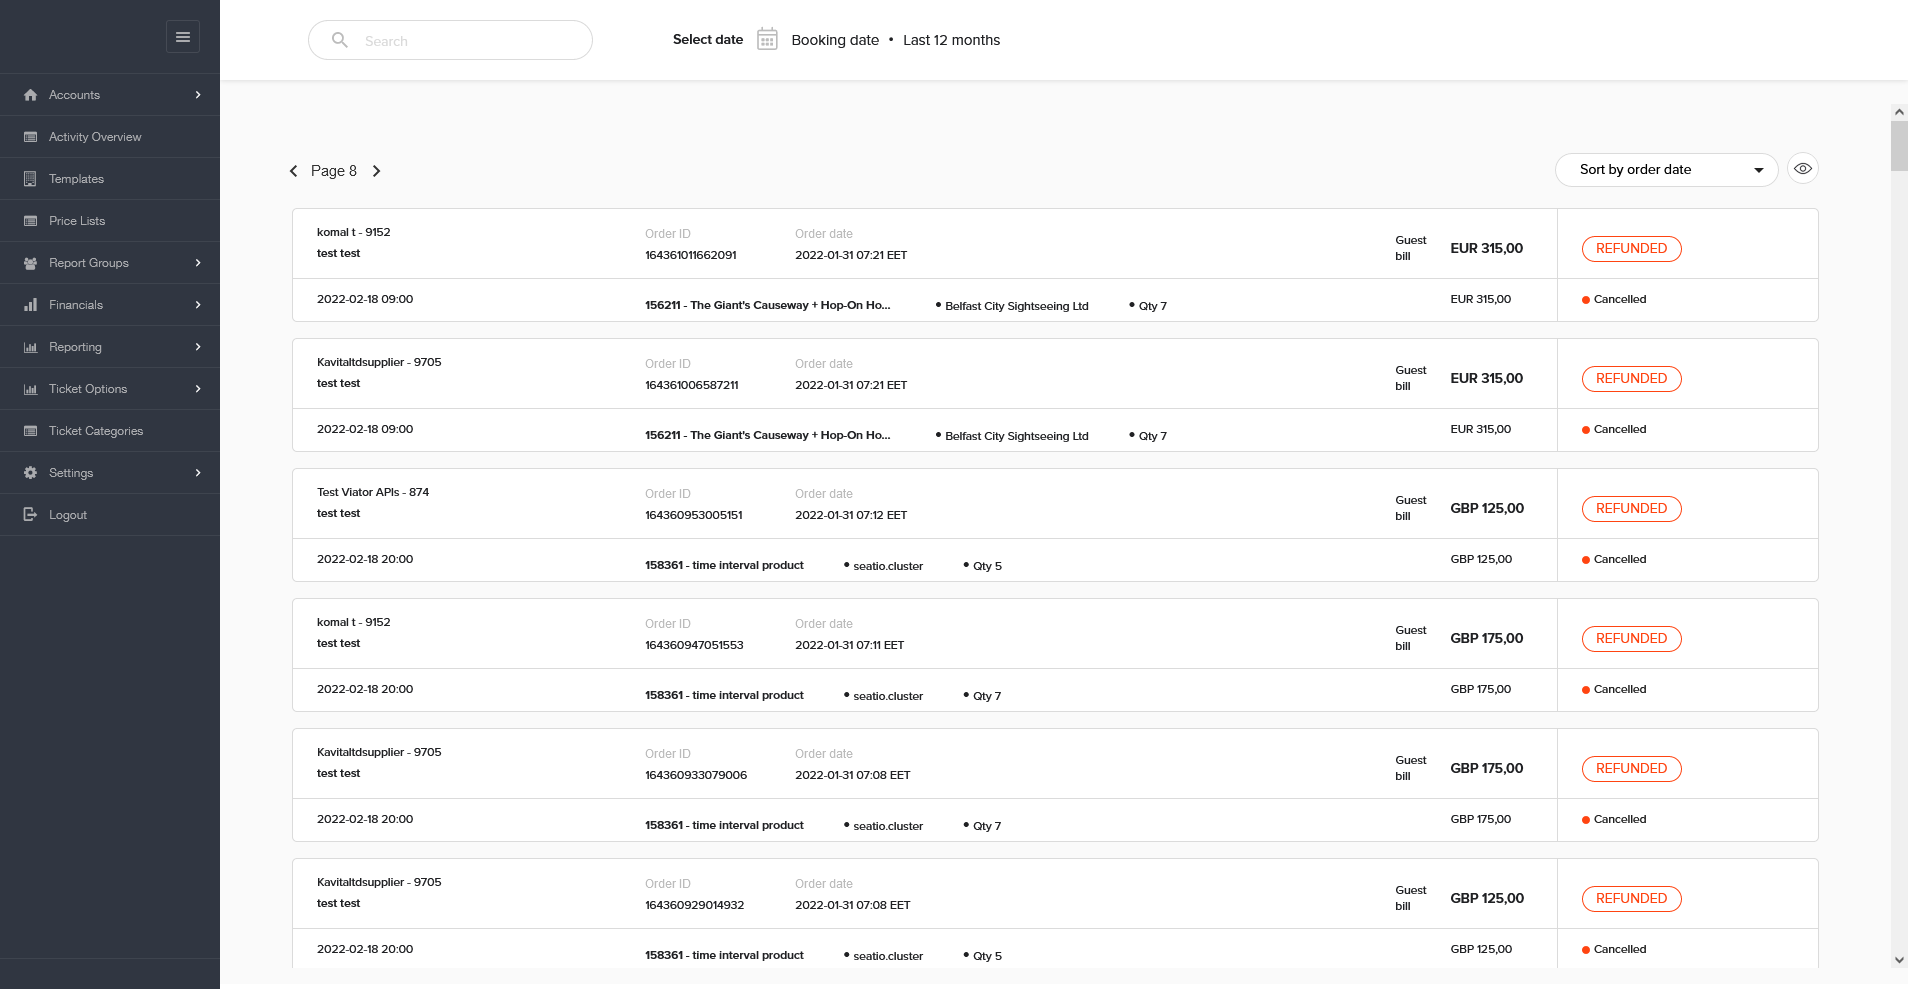 Search
Select date Booking date • Last 12 months
Accounts
Activity Overview
Templates
Price Lists
Report Groups
Financials
Reporting
Ticket Options
Ticket Categories
Settings
Logout
Page 8
Sort by order date
komal t - 9152
test test
Order ID
164361011662091
Order date
2022-01-31 07:21 EET
Guest
bill
EUR 315,00
REFUNDED
2022-02-18 09:00
156211 - The Giant's Causeway + Hop-On Ho... • Belfast City Sightseeing Ltd • Qty 7
EUR 315,00
Cancelled
Kavitaltdsupplier - 9705
test test
Order ID
164361006587211
Order date
2022-01-31 07:21 EET
Guest
bill
EUR 315,00
REFUNDED
2022-02-18 09:00
156211 - The Giant's Causeway + Hop-On Ho... • Belfast City Sightseeing Ltd • Qty 7
EUR 315,00
Cancelled
Test Viator APIs - 874
test test
Order ID
164360953005151
Order date
2022-01-31 07:12 EET
Guest
bill
GBP 125,00
REFUNDED
2022-02-18 20:00
158361 - time interval product • seatio.cluster • Qty 5
GBP 125,00
Cancelled
komal t - 9152
test test
Order ID
164360947051553
Order date
2022-01-31 07:11 EET
Guest
bill
GBP 175,00
REFUNDED
2022-02-18 20:00
158361 - time interval product • seatio.cluster • Qty 7
GBP 175,00
Cancelled
Kavitaltdsupplier - 9705
test test
Order ID
164360933079006
Order date
2022-01-31 07:08 EET
Guest
bill
GBP 175,00
REFUNDED
2022-02-18 20:00
158361 - time interval product • seatio.cluster • Qty 7
GBP 175,00
Cancelled
Kavitaltdsupplier - 9705
test test
Order ID
164360929014932
Order date
2022-01-31 07:08 EET
Guest
bill
GBP 125,00
REFUNDED
2022-02-18 20:00
158361 - time interval product • seatio.cluster • Qty 5
GBP 125,00
Cancelled